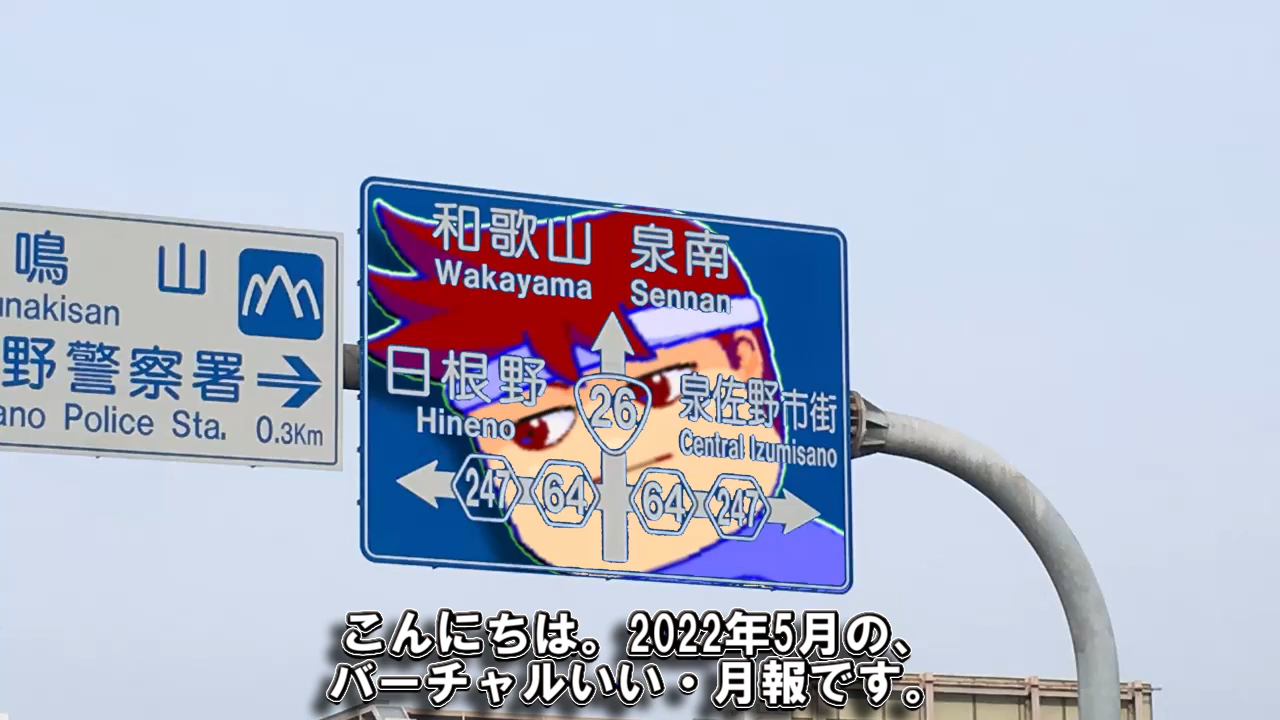 鳴 山
nakisan
野警察署
ano Police Sta. 0.3Km
和歌山 泉南
Wakayama Sennan
日根野
Hineno
26
泉佐野市街
Central Izumisano
247 64 64 247
こんにちは。2022年5月の、
バーチャルいい・月報です。